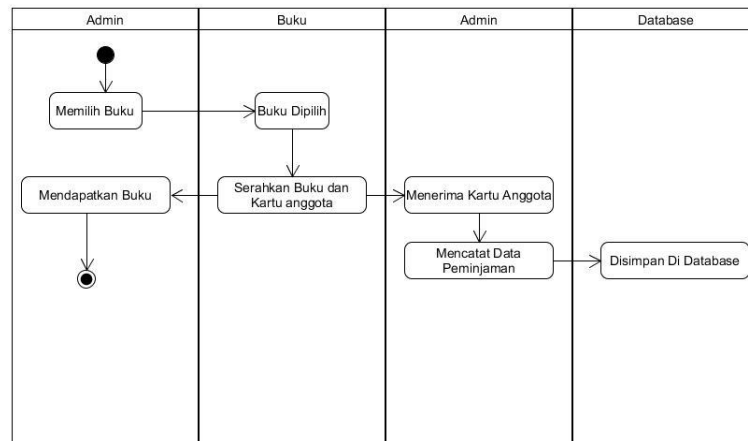 Admin
Buku
Admin
Database
Memilih Buku
Buku Dipilih
Mendapatkan Buku
Serahkan Buku dan
Kartu anggota
Menerima Kartu Anggota
Mencatat Data
Peminjaman
Disimpan Di Database